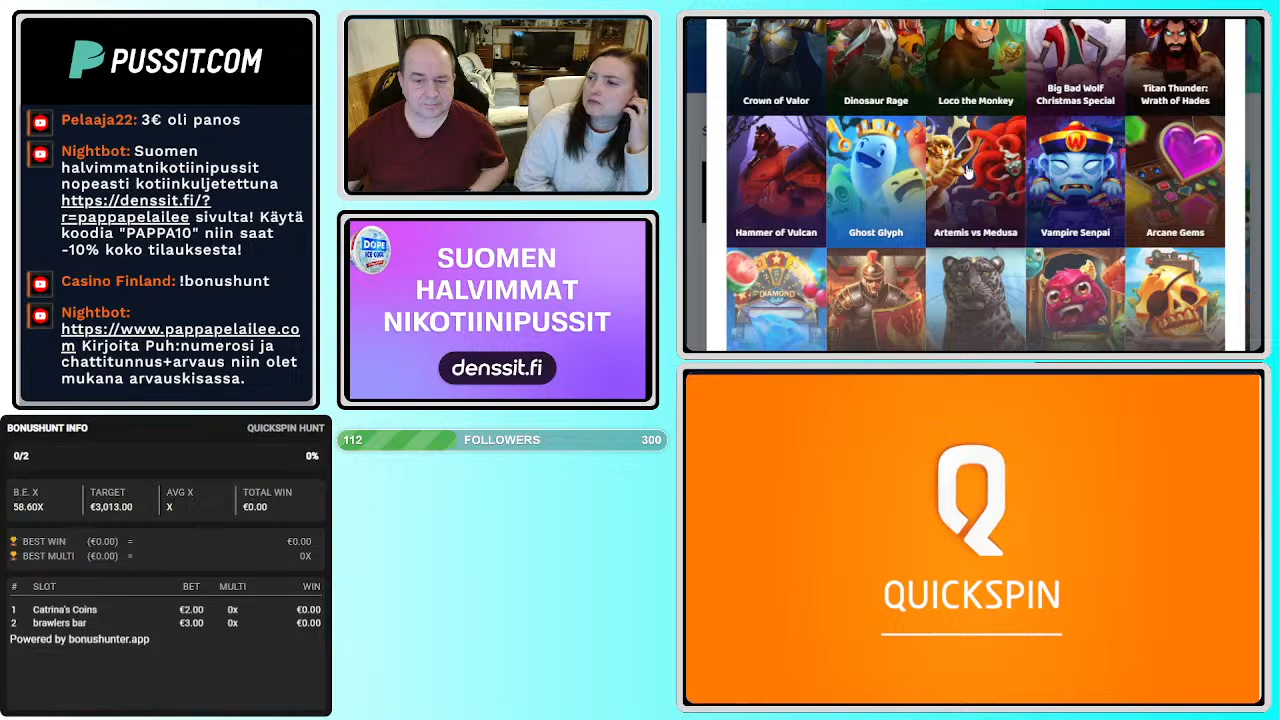 PUSSIT.COM
Pelaaja22: 3€ oli panos
Nightbot: Suomen
halvimmatnikotiinipussit
nopeasti kotiinkuljetettuna
https://denssit.fi/?
r=pappapelailee sivulta! Käytä
koodia "PAPPA10" niin saat
-10% koko tilauksesta!
Casino Finland: !bonushunt
Nightbot:
https://www.pappapelailee.co
m Kirjoita Puh:numerosi ja
chattitunnus+arvaus niin olet
mukana arvauskisassa.
DOPE
ICE COOL
SUOMEN
HALVIMMAT
NIKOTIINIPUSSIT
denssit.fi
112 FOLLOWERS 300
BONUSHUNT INFO QUICKSPIN HUNT
0/2 0%
B.E. X TARGET AVG X TOTAL WIN
58.60X €3,013.00 X €0.00
BEST WIN (€0.00) = €0.00
BEST MULTI (€0.00) = 0X
# SLOT BET MULTI WIN
1 Catrina's Coins €2.00 0x €0.00
2 brawlers bar €3.00 0x €0.00
Powered by bonushunter.app
Crown of Valor
Dinosaur Rage
Loco the Monkey
Big Bad Wolf
Christmas Special
Titan Thunder:
Wrath of Hades
Hammer of Vulcan
Ghost Glyph
Artemis vs Medusa
Vampire Senpai
Arcane Gems
DIAMOND
QUICKSPIN